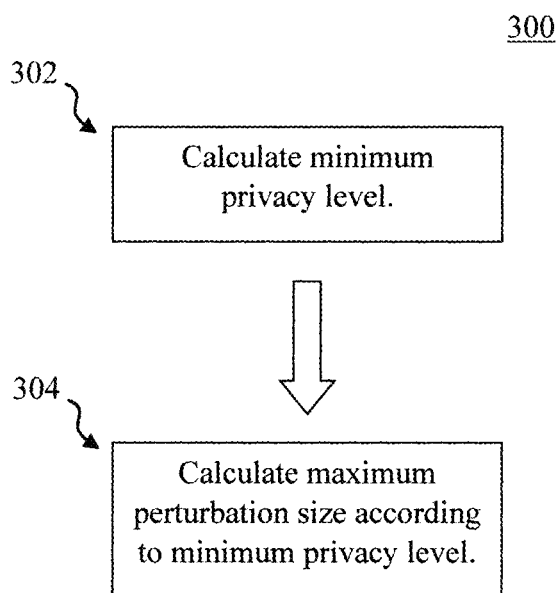 300
302
Calculate minimum
privacy level.
304
Calculate maximum
perturbation size according
to minimum privacy level.